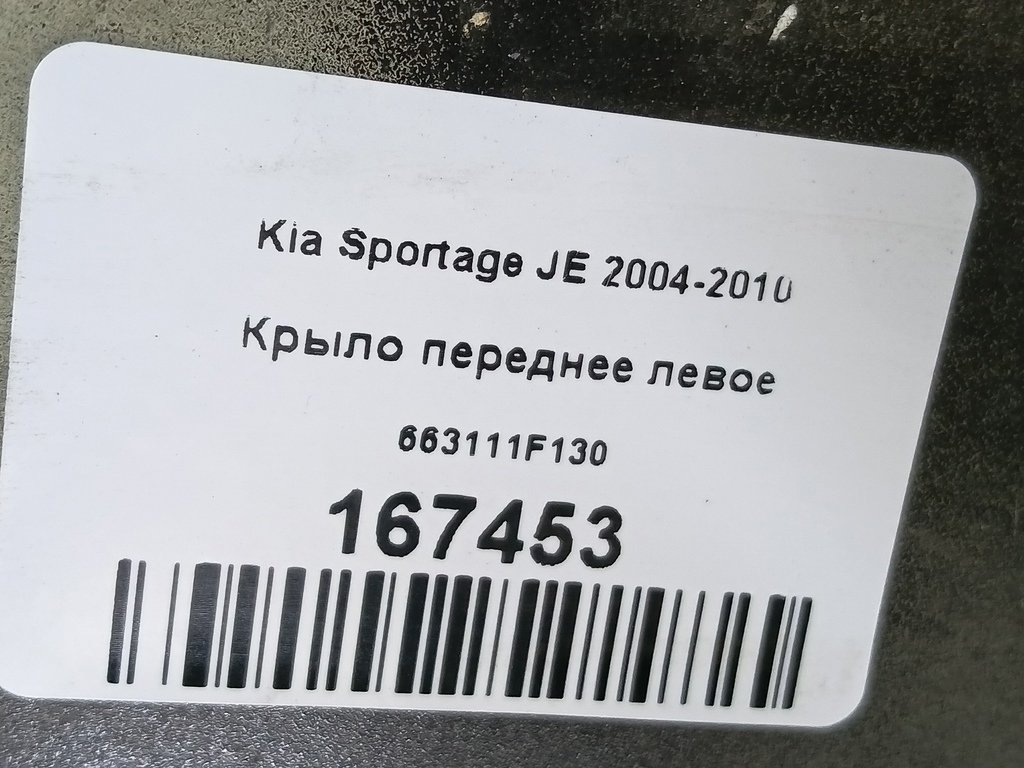 Kia Sportage JE 2004-2010
Крыло переднее левое
663111F130
167453